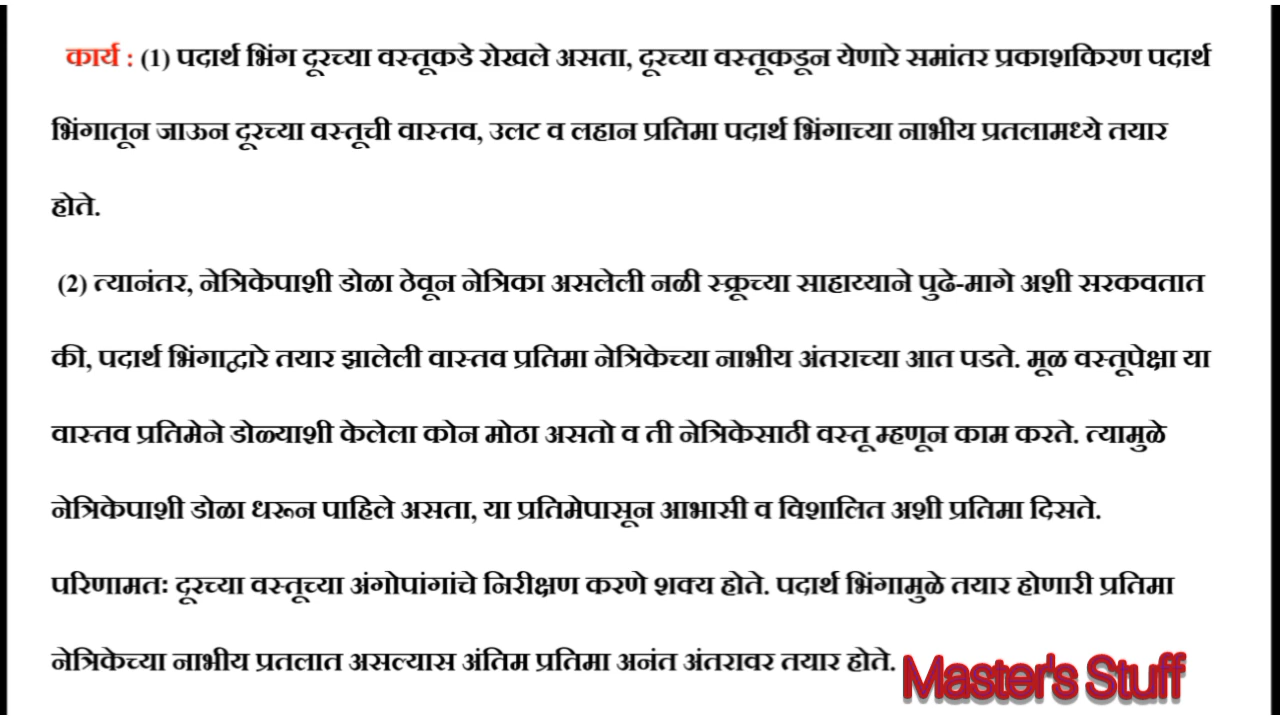 कार्य : (1) पदार्थ भिंग दूरच्या वस्तूकडे रोखले असता, दूरच्या वस्तूकडून येणारे समांतर प्रकाशकिरण पदार्थ
भिंगातून जाऊन दूरच्या वस्तूची वास्तव, उलट व लहान प्रतिमा पदार्थ भिंगाच्या नाभीय प्रतलामध्ये तयार
होते.
(2) त्यानंतर, नेत्रिकेपाशी डोळा ठेवून नेत्रिका असलेली नळी स्क्रूच्या साहाय्याने पुढे-मागे अशी सरकवतात
की, पदार्थ भिंगाद्वारे तयार झालेली वास्तव प्रतिमा नेत्रिकेच्या नाभीय अंतराच्या आत पडते. मूळ वस्तूपेक्षा या
वास्तव प्रतिमेने डोळ्याशी केलेला कोन मोठा असतो व ती नेत्रिकेसाठी वस्तू म्हणून काम करते. त्यामुळे
नेत्रिकेपाशी डोळा धरून पाहिले असता, या प्रतिमेपासून आभासी व विशालित अशी प्रतिमा दिसते.
परिणामतः दूरच्या वस्तूच्या अंगोपांगांचे निरीक्षण करणे शक्य होते. पदार्थ भिंगामुळे तयार होणारी प्रतिमा
नेत्रिकेच्या नाभीय प्रतलात असल्यास अंतिम प्रतिमा अनंत अंतरावर तयार होते.
Master's Stuff